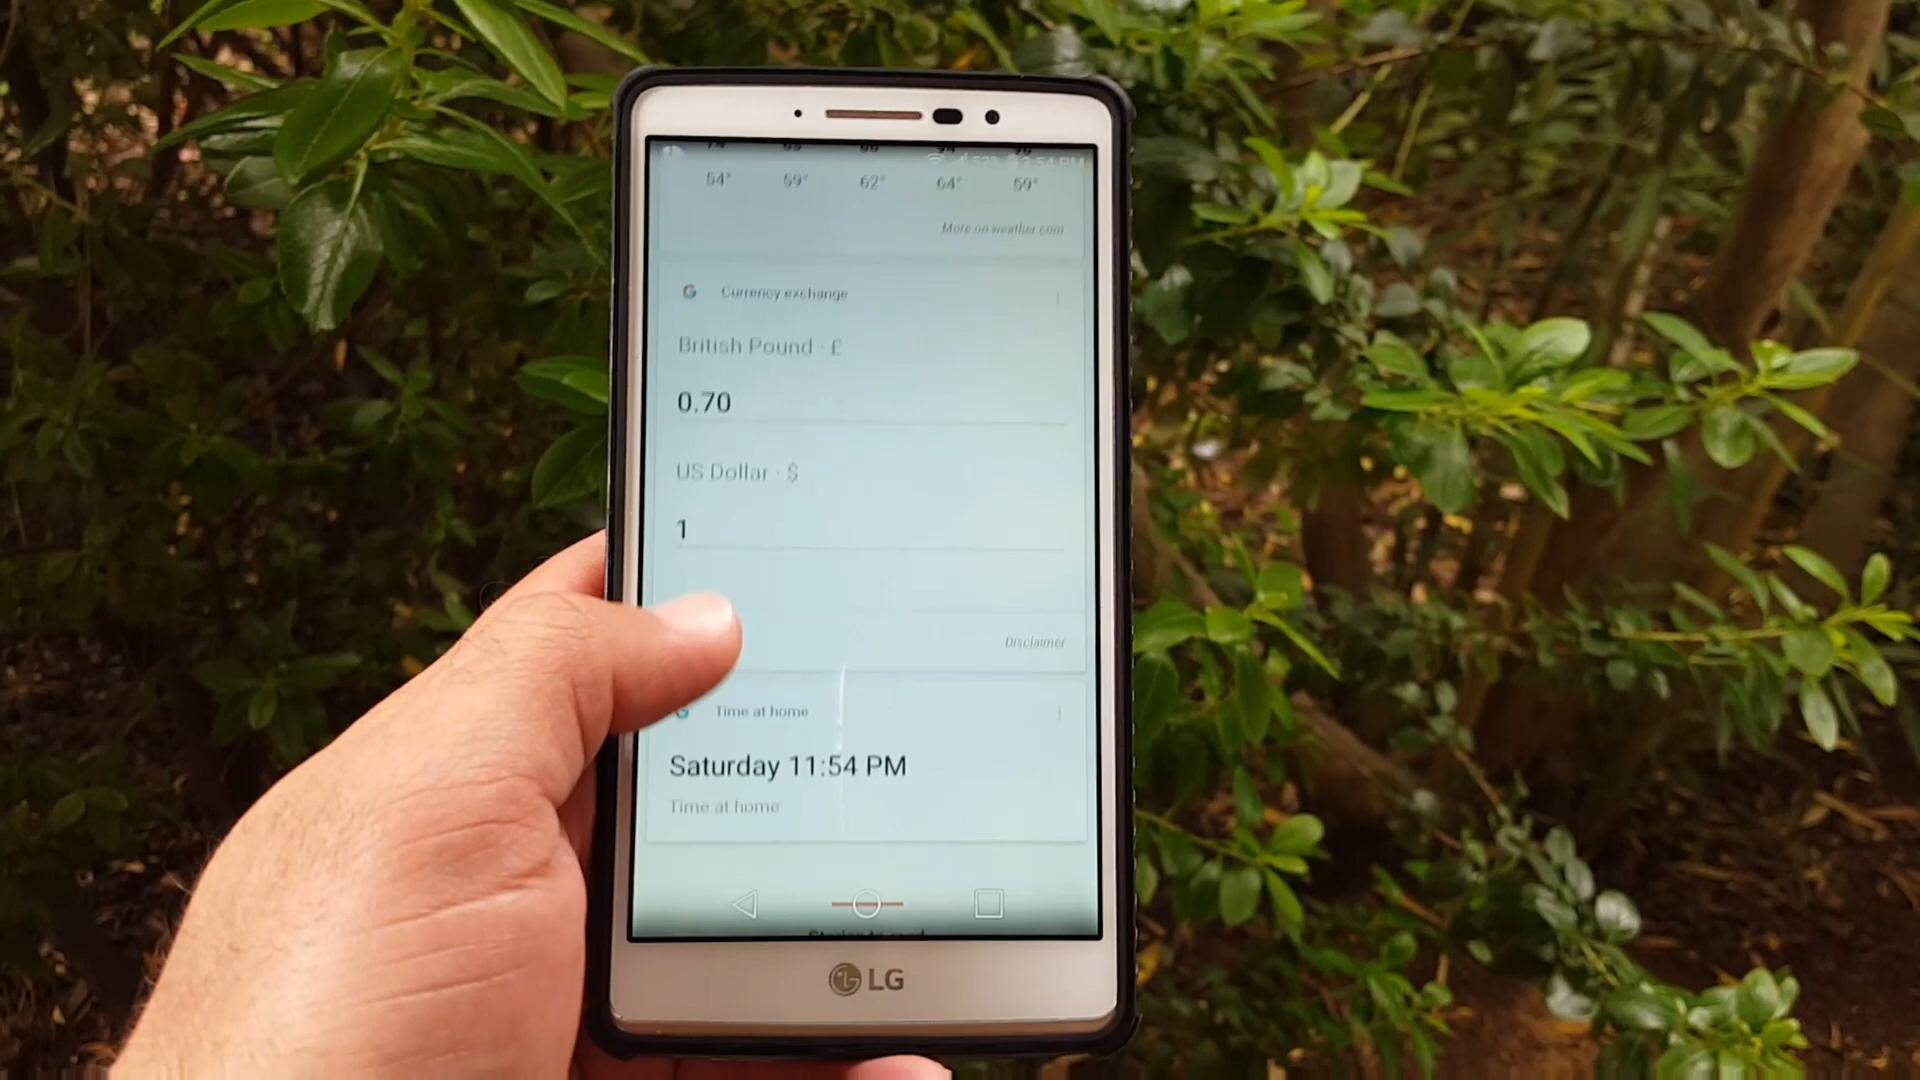 54° 59° 62° 64° 59°
More on weather.com
Currency exchange
British Pound · £
0.70
US Dollar · $
1
Disclaimer
Time at home
Saturday 11:54 PM
Time at home
LG